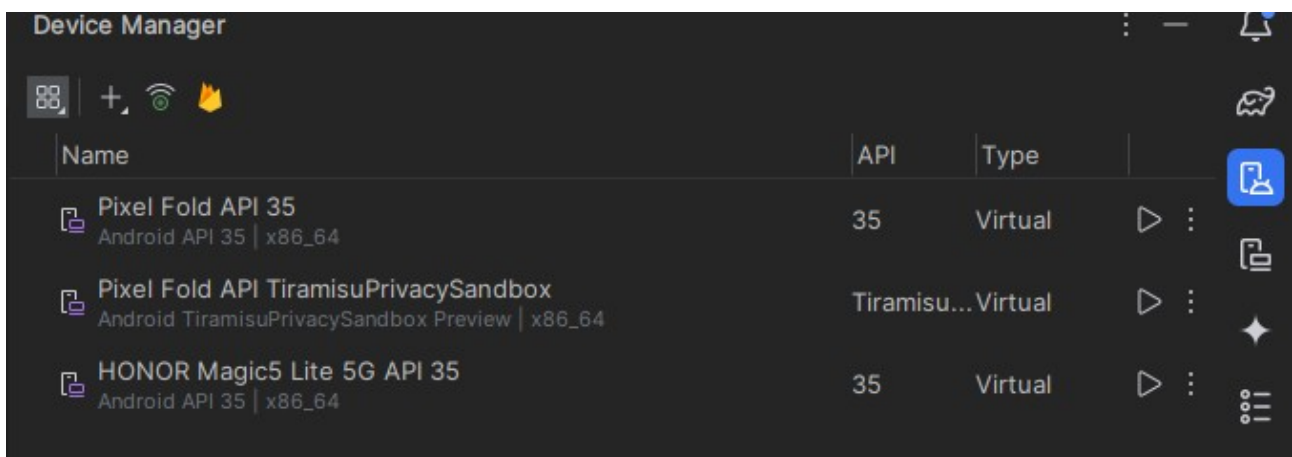 Device Manager
Name API Type
Pixel Fold API 35
Android API 35 | x86_64
35 Virtual
Pixel Fold API TiramisuPrivacySandbox
Android TiramisuPrivacySandbox Preview | x86_64
Tiramisu... Virtual
HONOR Magic5 Lite 5G API 35
Android API 35 | x86_64
35 Virtual